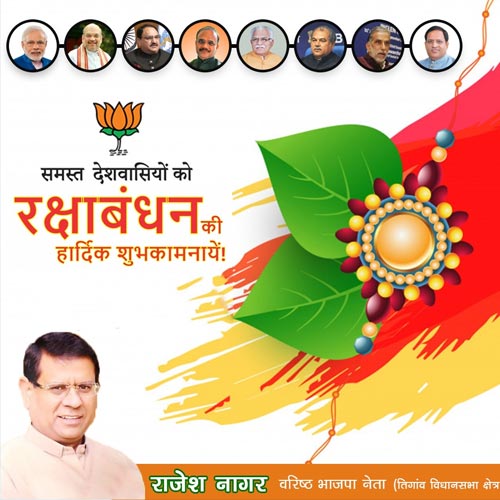 समस्त देशवासियों को
रक्षाबंधन की
हार्दिक शुभकामनायें!
राजेश नागर वरिष्ठ भाजपा नेता (तिगांव विधानसभा क्षेत्र